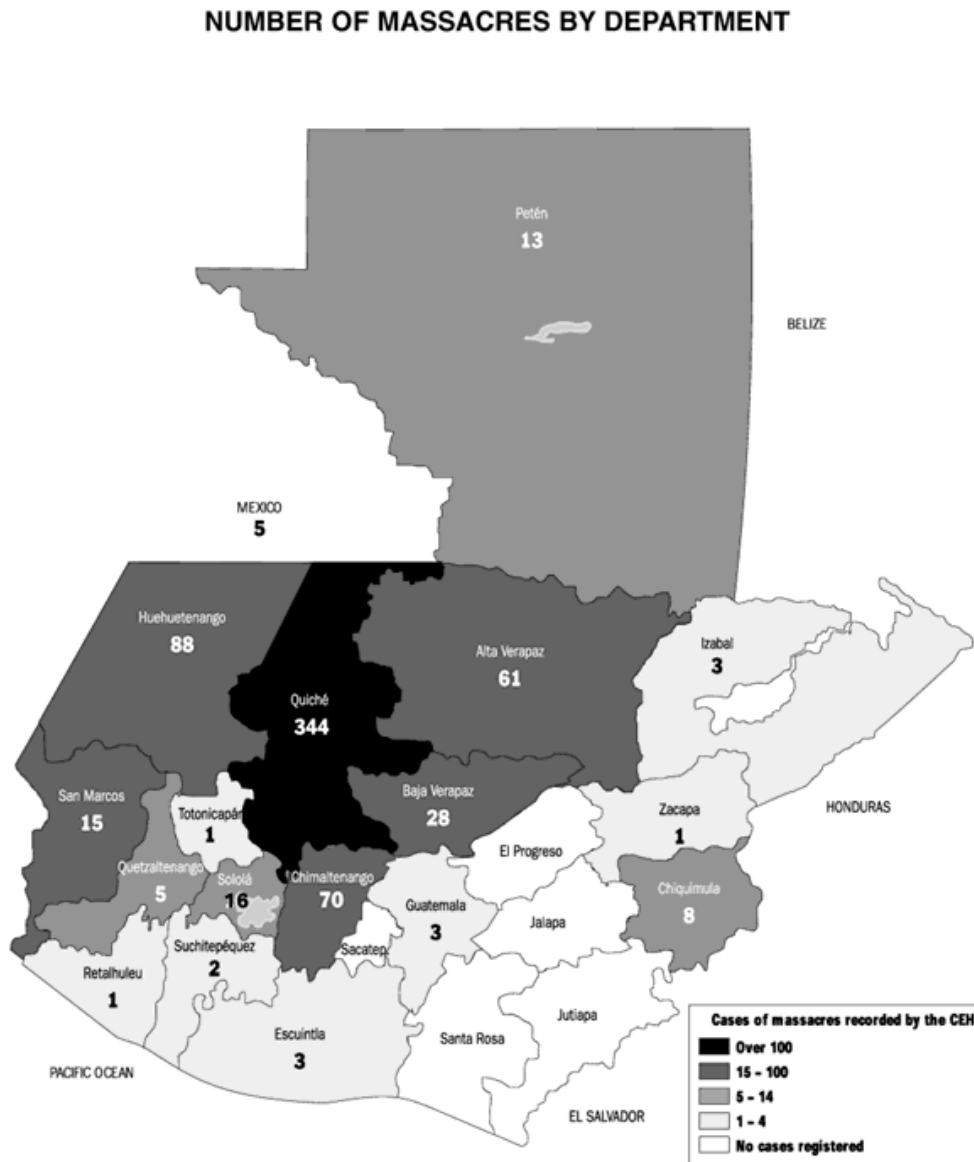 NUMBER OF MASSACRES BY DEPARTMENT
Petén
13
BELIZE
MEXICO
5
Huehuetenango
88
Quiché
344
Alta Verapaz
61
Izabal
3
San Marcos
15
Totonicapán
1
Baja Verapaz
28
Zacapa
1
HONDURAS
El Progreso
Quetzaltenango
5
Sololá
16
Chimaltenango
70
Guatemala
3
Chiquimula
8
Jalapa
Sacatep.
Suchitepéquez
2
Retalhuleu
1
Escuintla
3
Santa Rosa
Jutiapa
PACIFIC OCEAN
EL SALVADOR
Cases of massacres recorded by the CEH
Over 100
15 – 100
5 – 14
1 – 4
No cases registered